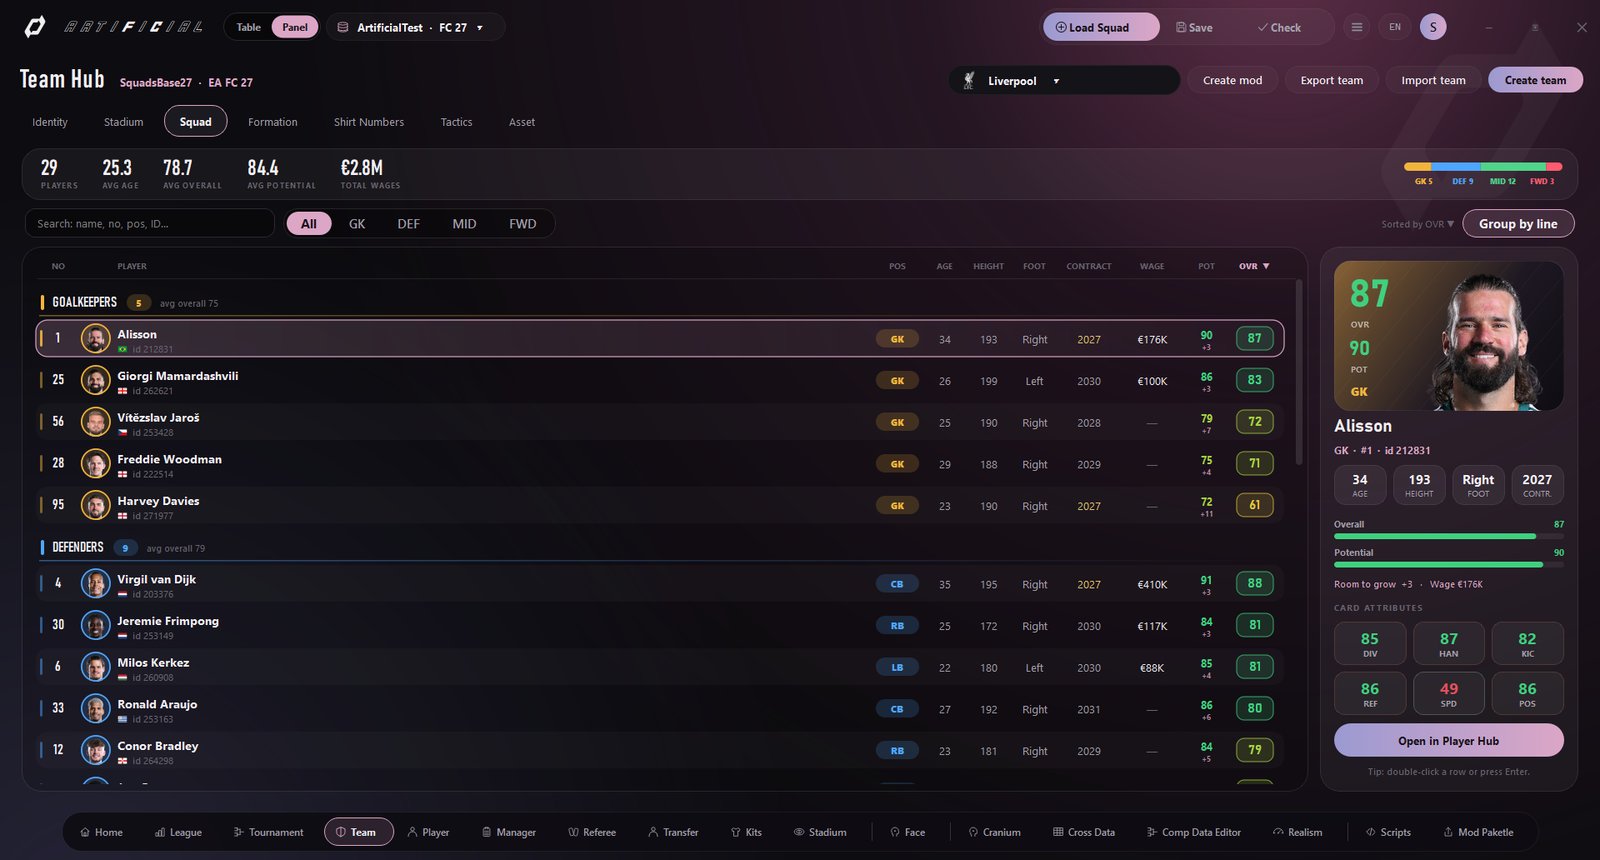 ARTIFICIAL
Table Panel ArtificialTest · FC 27 ▼
Load Squad Save Check EN S
Team Hub SquadsBase27 · EA FC 27
Liverpool ▼ Create mod Export team Import team Create team
Identity Stadium Squad Formation Shirt Numbers Tactics Asset
29 25.3 78.7 84.4 €2.8M
PLAYERS AVG AGE AVG OVERALL AVG POTENTIAL TOTAL WAGES
GK 5 DEF 9 MID 12 FWD 3
Search: name, no, pos, ID... All GK DEF MID FWD Sorted by OVR ▼ Group by line
NO PLAYER POS AGE HEIGHT FOOT CONTRACT WAGE POT OVR ▼
GOALKEEPERS 5 avg overall 75
1 Alisson GK 34 193 Right 2027 €176K 90 87
id 212831 +3
25 Giorgi Mamardashvili GK 26 199 Left 2030 €100K 86 83
id 262621 +3
56 Vítězslav Jaroš GK 25 190 Right 2028 — 79 72
id 253428 +7
28 Freddie Woodman GK 29 188 Right 2029 — 75 71
id 222514 +4
95 Harvey Davies GK 23 190 Right 2027 — 72 61
id 271977 +11
DEFENDERS 9 avg overall 79
4 Virgil van Dijk CB 35 195 Right 2027 €410K 91 88
id 203376 +3
30 Jeremie Frimpong RB 25 172 Right 2030 €117K 84 81
id 253149 +3
6 Milos Kerkez LB 22 180 Left 2030 €88K 85 81
id 260908 +4
33 Ronald Araujo CB 27 192 Right 2031 — 86 80
id 253163 +6
12 Conor Bradley RB 23 181 Right 2029 — 84 79
id 264298 +5
87
OVR
90
POT
GK
Alisson
GK · #1 · id 212831
34 193 Right 2027
AGE HEIGHT FOOT CONTR.
Overall 87
Potential 90
Room to grow +3 · Wage €176K
CARD ATTRIBUTES
85 87 82
DIV HAN KIC
86 49 86
REF SPD POS
Open in Player Hub
Tip: double-click a row or press Enter.
Home League Tournament Team Player Manager Referee Transfer Kits Stadium Face Cranium Cross Data Comp Data Editor Realism Scripts Mod Paketle